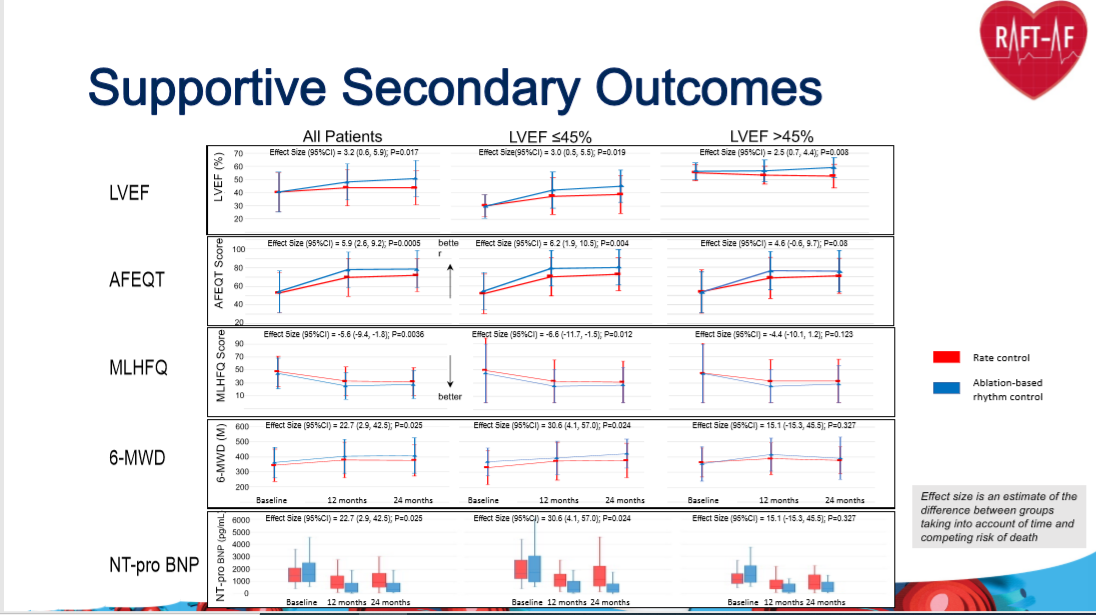 RAFT-AF
Supportive Secondary Outcomes
All Patients
LVEF ≤45%
LVEF >45%
LVEF
LVEF (%)
70
60
50
40
30
20
Effect Size (95%CI) = 3.2 (0.6, 5.9); P=0.017
Effect Size(95%CI) = 3.0 (0.5, 5.5); P=0.019
Effect Size (95%CI) = 2.5 (0.7, 4.4); P=0.008
AFEQT
AFEQT Score
100
80
60
40
20
Effect Size (95%CI) = 5.9 (2.6, 9.2); P=0.0005
bette
r
Effect Size (95%CI) = 6.2 (1.9, 10.5); P=0.004
Effect Size (95%CI) = 4.6 (-0.6, 9.7); P=0.08
MLHFQ
MLHFQ Score
90
70
50
30
10
Effect Size (95%CI) = -5.6 (-9.4, -1.8); P=0.0036
better
Effect Size (95%CI) = -6.6 (-11.7, -1.5); P=0.012
Effect Size (95%CI) = -4.4 (-10.1, 1.2); P=0.123
6-MWD
6-MWD (M)
600
500
400
300
200
Effect Size (95%CI) = 22.7 (2.9, 42.5); P=0.025
Effect Size (95%CI) = 30.6 (4.1, 57.0); P=0.024
Effect Size (95%CI) = 15.1 (-15.3, 45.5); P=0.327
Baseline 12 months 24 months
Baseline 12 months 24 months
Baseline 12 months 24 months
NT-pro BNP
NT-pro BNP (pg/mL)
6000
5000
4000
3000
2000
1000
0
Effect Size (95%CI) = 22.7 (2.9, 42.5); P=0.025
Effect Size (95%CI) = 30.6 (4.1, 57.0); P=0.024
Effect Size (95%CI) = 15.1 (-15.3, 45.5); P=0.327
Baseline 12 months 24 months
Baseline 12 months 24 months
Baseline 12 months 24 months
Rate control
Ablation-based
rhythm control
Effect size is an estimate of the
difference between groups
taking into account of time and
competing risk of death